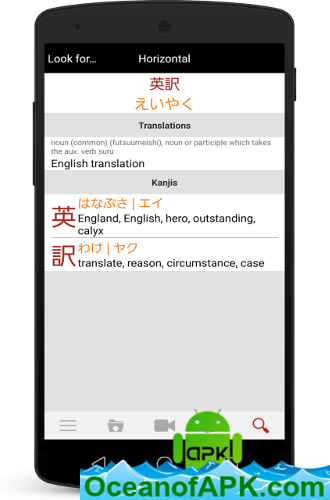 Look for... Horizontal
英訳
えいやく
Translations
noun (common) (futsuumeishi), noun or participle which takes
the aux. verb suru
English translation
Kanjis
英 はなぶさ | エイ
England, English, hero, outstanding,
calyx
訳 わけ | ヤク
translate, reason, circumstance, case
apk!
OceanofAPK.com